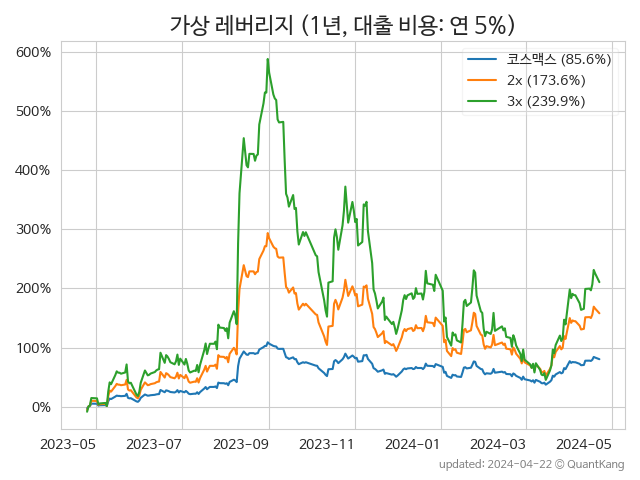 가상 레버리지 (1년, 대출 비용: 연 5%)
600%
500%
400%
300%
200%
100%
0%
코스맥스 (85.6%)
2x (173.6%)
3x (239.9%)
2023-05
2023-07
2023-09
2023-11
2024-01
2024-03
2024-05
updated: 2024-04-22 © QuantKang